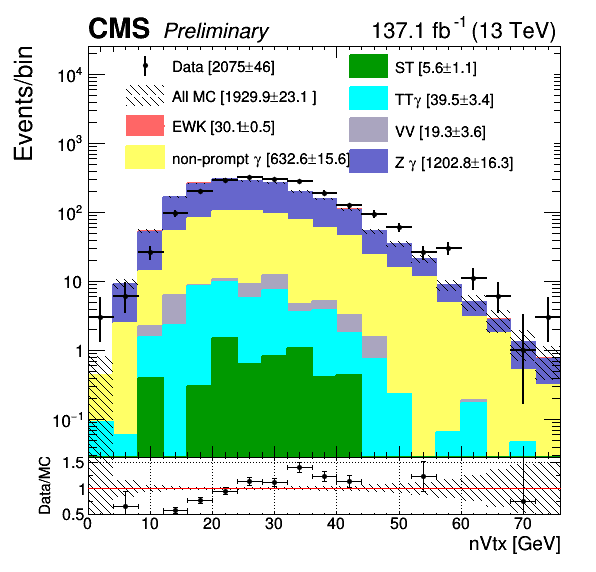 CMS Preliminary 137.1 fb⁻¹ (13 TeV)
Events/bin
10⁴
10³
10²
10
1
10⁻¹
Data [2075±46]
All MC [1929.9±23.1 ]
EWK [30.1±0.5]
non-prompt γ [632.6±15.6]
ST [5.6±1.1]
TTγ [39.5±3.4]
VV [19.3±3.6]
Z γ [1202.8±16.3]
Data/MC
1.5
1
0.5
0 10 20 30 40 50 60 70
nVtx [GeV]